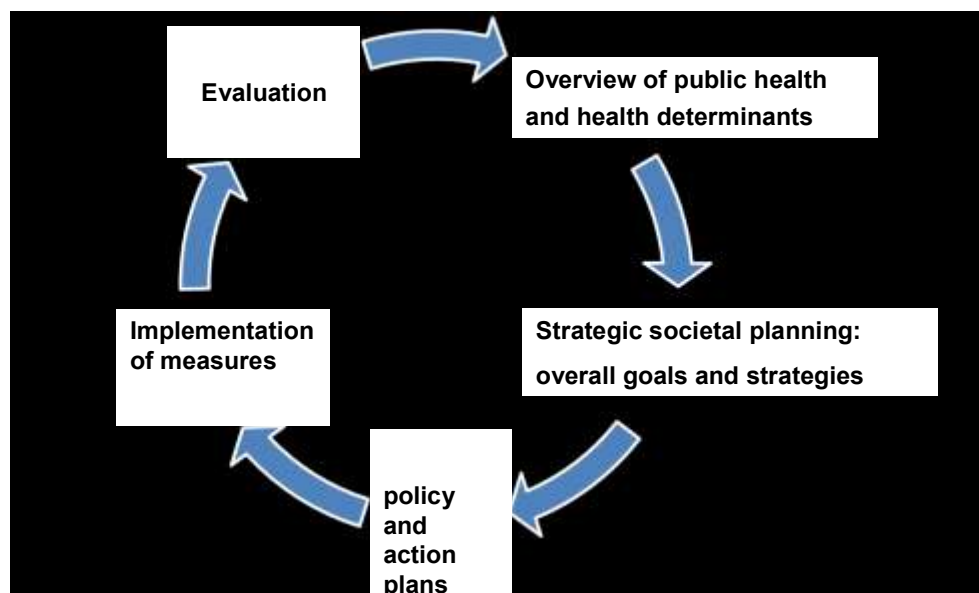 Evaluation
Overview of public health
and health determinants
Strategic societal planning:
overall goals and strategies
policy
and
action
plans
Implementation
of measures